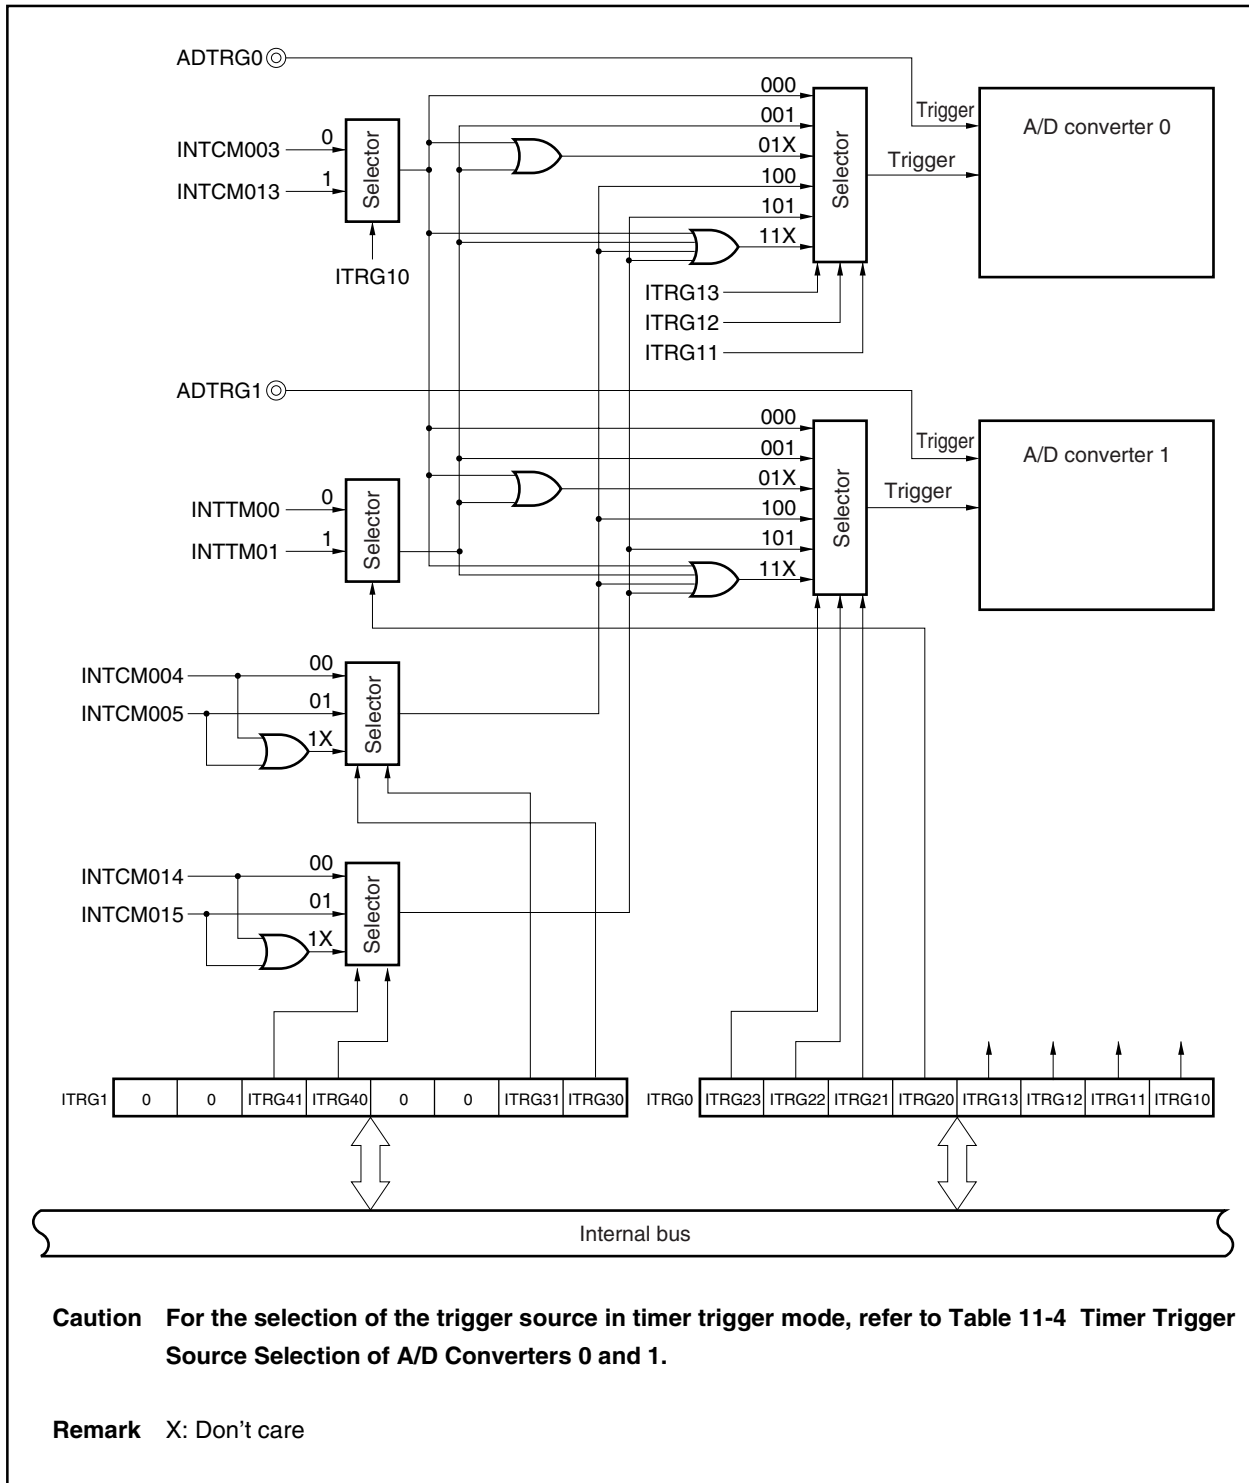 ADTRG0
000
001
01X
100
101
11X
Selector
Trigger
Trigger
A/D converter 0
INTCM003
0
INTCM013
1
Selector
ITRG10
ITRG13
ITRG12
ITRG11
ADTRG1
000
001
01X
100
101
11X
Selector
Trigger
Trigger
A/D converter 1
INTTM00
0
INTTM01
1
Selector
INTCM004
00
INTCM005
01
1X
Selector
INTCM014
00
INTCM015
01
1X
Selector
ITRG1 0 0 ITRG41 ITRG40 0 0 ITRG31 ITRG30
ITRG0 ITRG23 ITRG22 ITRG21 ITRG20 ITRG13 ITRG12 ITRG11 ITRG10
Internal bus
Caution For the selection of the trigger source in timer trigger mode, refer to Table 11-4 Timer Trigger
Source Selection of A/D Converters 0 and 1.
Remark X: Don't care